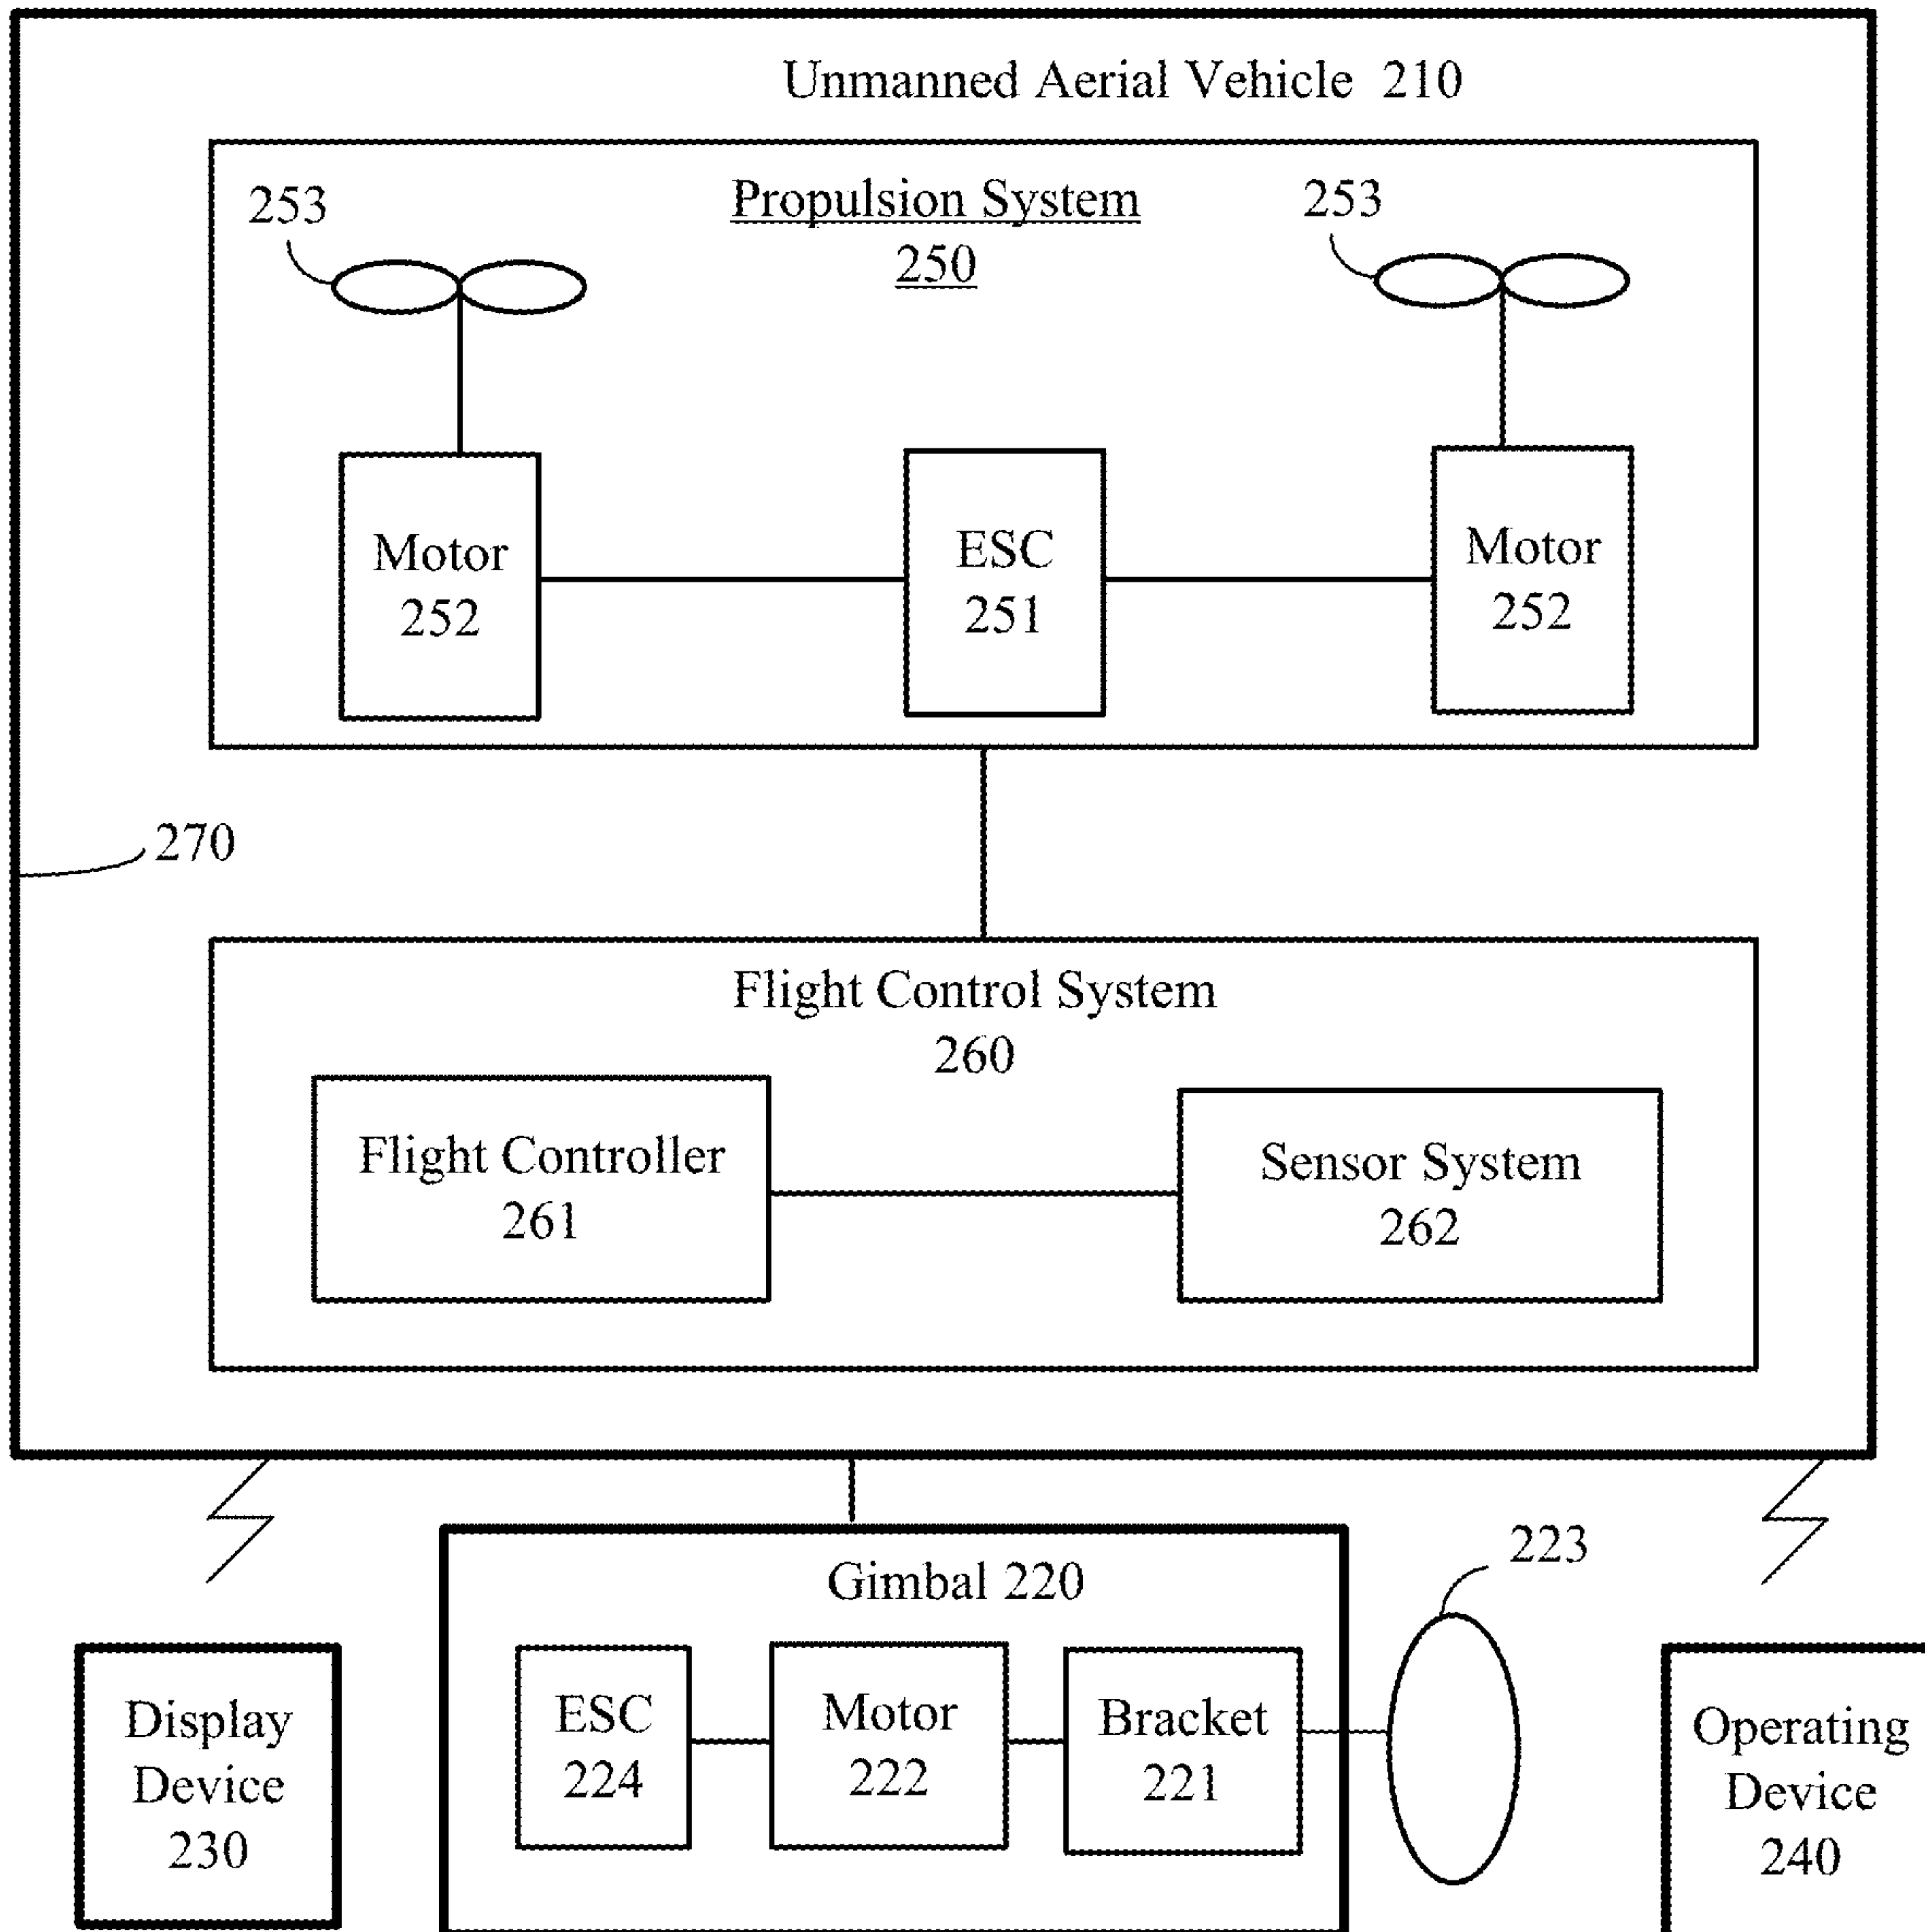 Unmanned Aerial Vehicle 210
Propulsion System
250
253
253
Motor
252
ESC
251
Motor
252
270
Flight Control System
260
Flight Controller
261
Sensor System
262
Gimbal 220
223
Display
Device
230
ESC
224
Motor
222
Bracket
221
Operating
Device
240